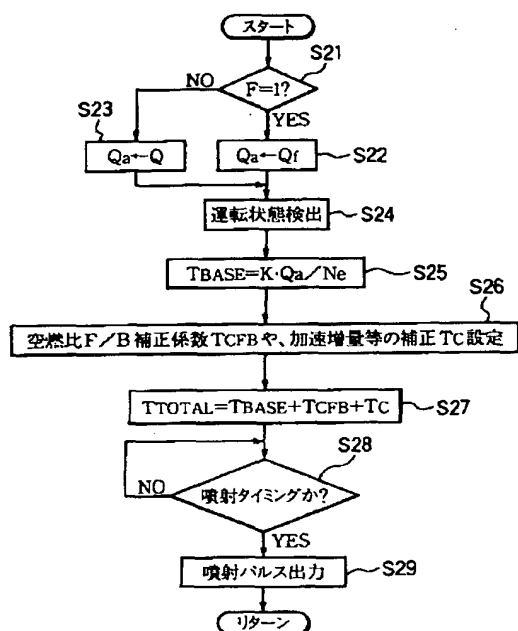 スタート
S21
F=1?
NO
YES
S23
Qa←Q
Qa←Qf
S22
運転状態検出
S24
TBASE=K·Qa/Ne
S25
S26
空燃比F/B補正係数TCFBや、加速増量等の補正TC設定
TTOTAL=TBASE+TCFB+TC
S27
S28
噴射タイミングか?
NO
YES
噴射パルス出力
S29
リターン